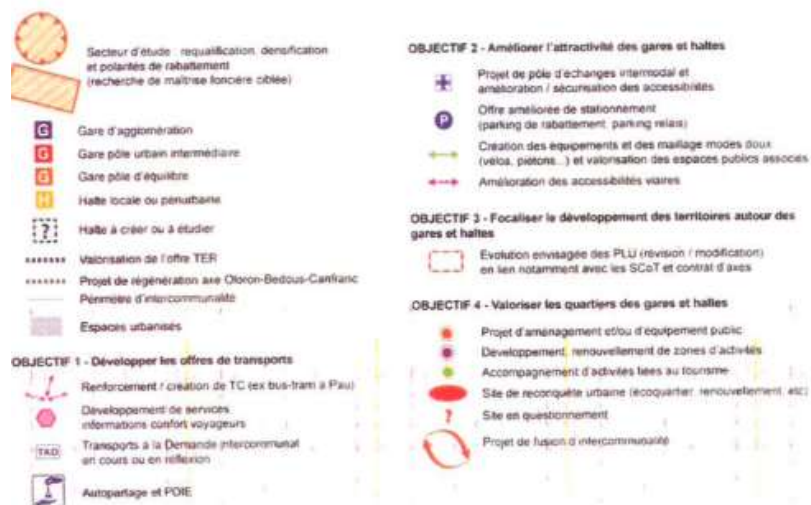 Secteur d'étude : requalification, densification
et polarités de rabattement
(recherche de maîtrise foncière ciblée)
G Gare d'agglomération
G Gare pôle urbain intermédiaire
G Gare pôle d'équilibre
H Halte locale ou périurbaine
? Halte à créer ou à étudier
Valorisation de l'offre TER
Projet de régénération axe Oloron-Bedous-Canfranc
Périmètre d'intercommunalité
Espaces urbanisés
OBJECTIF 1 - Développer les offres de transports
Renforcement / création de TC (ex bus-tram à Pau)
Développement de services
informations confort voyageurs
TAD Transports à la Demande intercommunal
en cours ou en réflexion
Autopartage et POIE
OBJECTIF 2 - Améliorer l'attractivité des gares et haltes
Projet de pôle d'échanges intermodal et
amélioration / sécurisation des accessibilités
P Offre améliorée de stationnement
(parking de rabattement, parking relais)
Création des équipements et des maillage modes doux
(vélos, piétons...) et valorisation des espaces publics associés
Amélioration des accessibilités viaires
OBJECTIF 3 - Focaliser le développement des territoires autour des
gares et haltes
Evolution envisagée des PLU (révision / modification)
en lien notamment avec les SCoT et contrat d'axes
OBJECTIF 4 - Valoriser les quartiers des gares et haltes
Projet d'aménagement et/ou d'équipement public
Développement, renouvellement de zones d'activités
Accompagnement d'activités liées au tourisme
Site de reconquête urbaine (écoquartier, renouvellement, etc)
? Site en questionnement
Projet de fusion d'intercommunalité